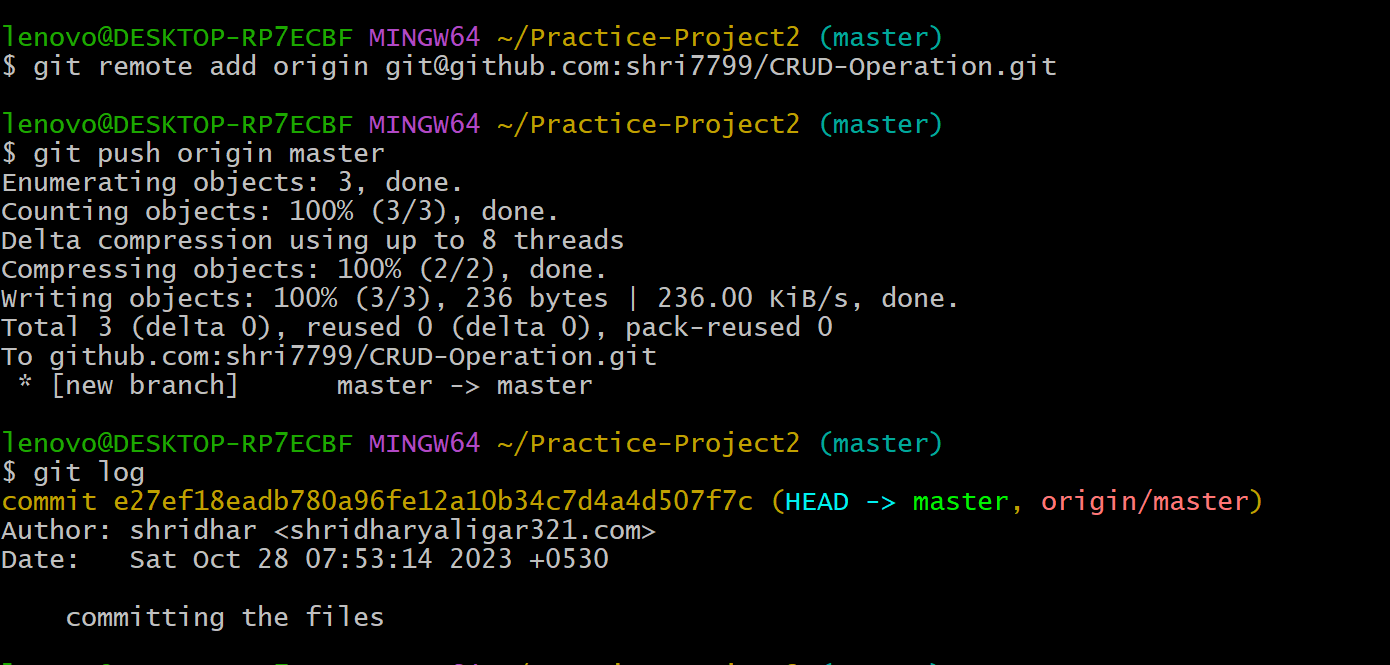 lenovo@DESKTOP-RP7ECBF MINGW64 ~/Practice-Project2 (master)
$ git remote add origin git@github.com:shri7799/CRUD-Operation.git
lenovo@DESKTOP-RP7ECBF MINGW64 ~/Practice-Project2 (master)
$ git push origin master
Enumerating objects: 3, done.
Counting objects: 100% (3/3), done.
Delta compression using up to 8 threads
Compressing objects: 100% (2/2), done.
Writing objects: 100% (3/3), 236 bytes | 236.00 KiB/s, done.
Total 3 (delta 0), reused 0 (delta 0), pack-reused 0
To github.com:shri7799/CRUD-Operation.git
 * [new branch]      master -> master
lenovo@DESKTOP-RP7ECBF MINGW64 ~/Practice-Project2 (master)
$ git log
commit e27ef18eadb780a96fe12a10b34c7d4a4d507f7c (HEAD -> master, origin/master)
Author: shridhar <shridharyaligar321.com>
Date:   Sat Oct 28 07:53:14 2023 +0530
    committing the files